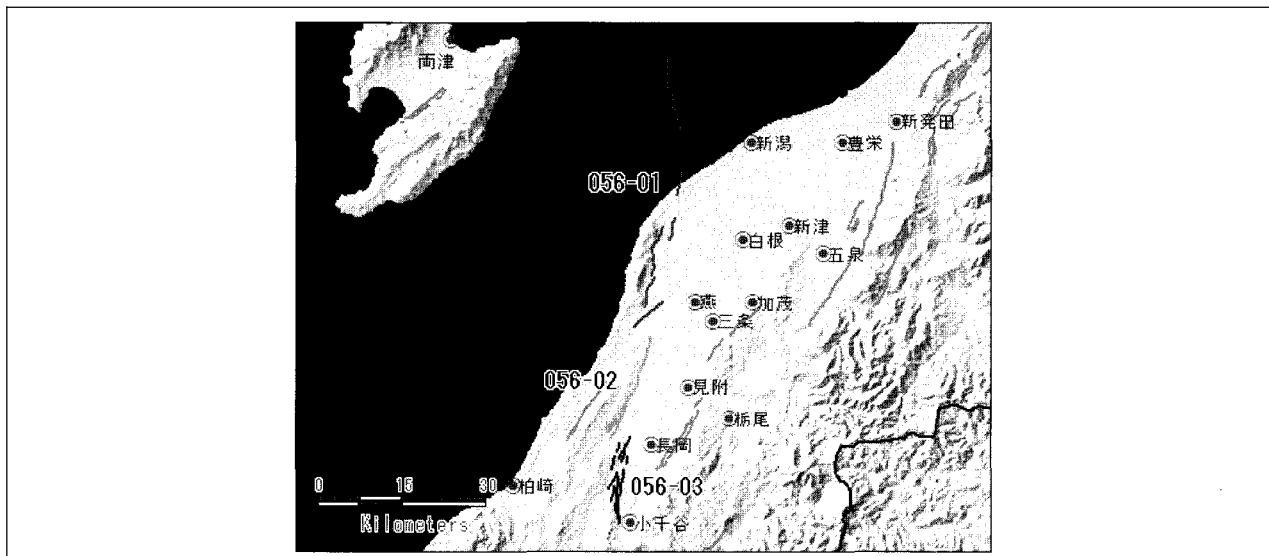 両津
新発田
新潟
豊栄
056-01
新津
白根
五泉
燕
加茂
三条
056-02
見附
栃尾
長岡
0 15 30
柏崎
056-03
Kilometers
小千谷